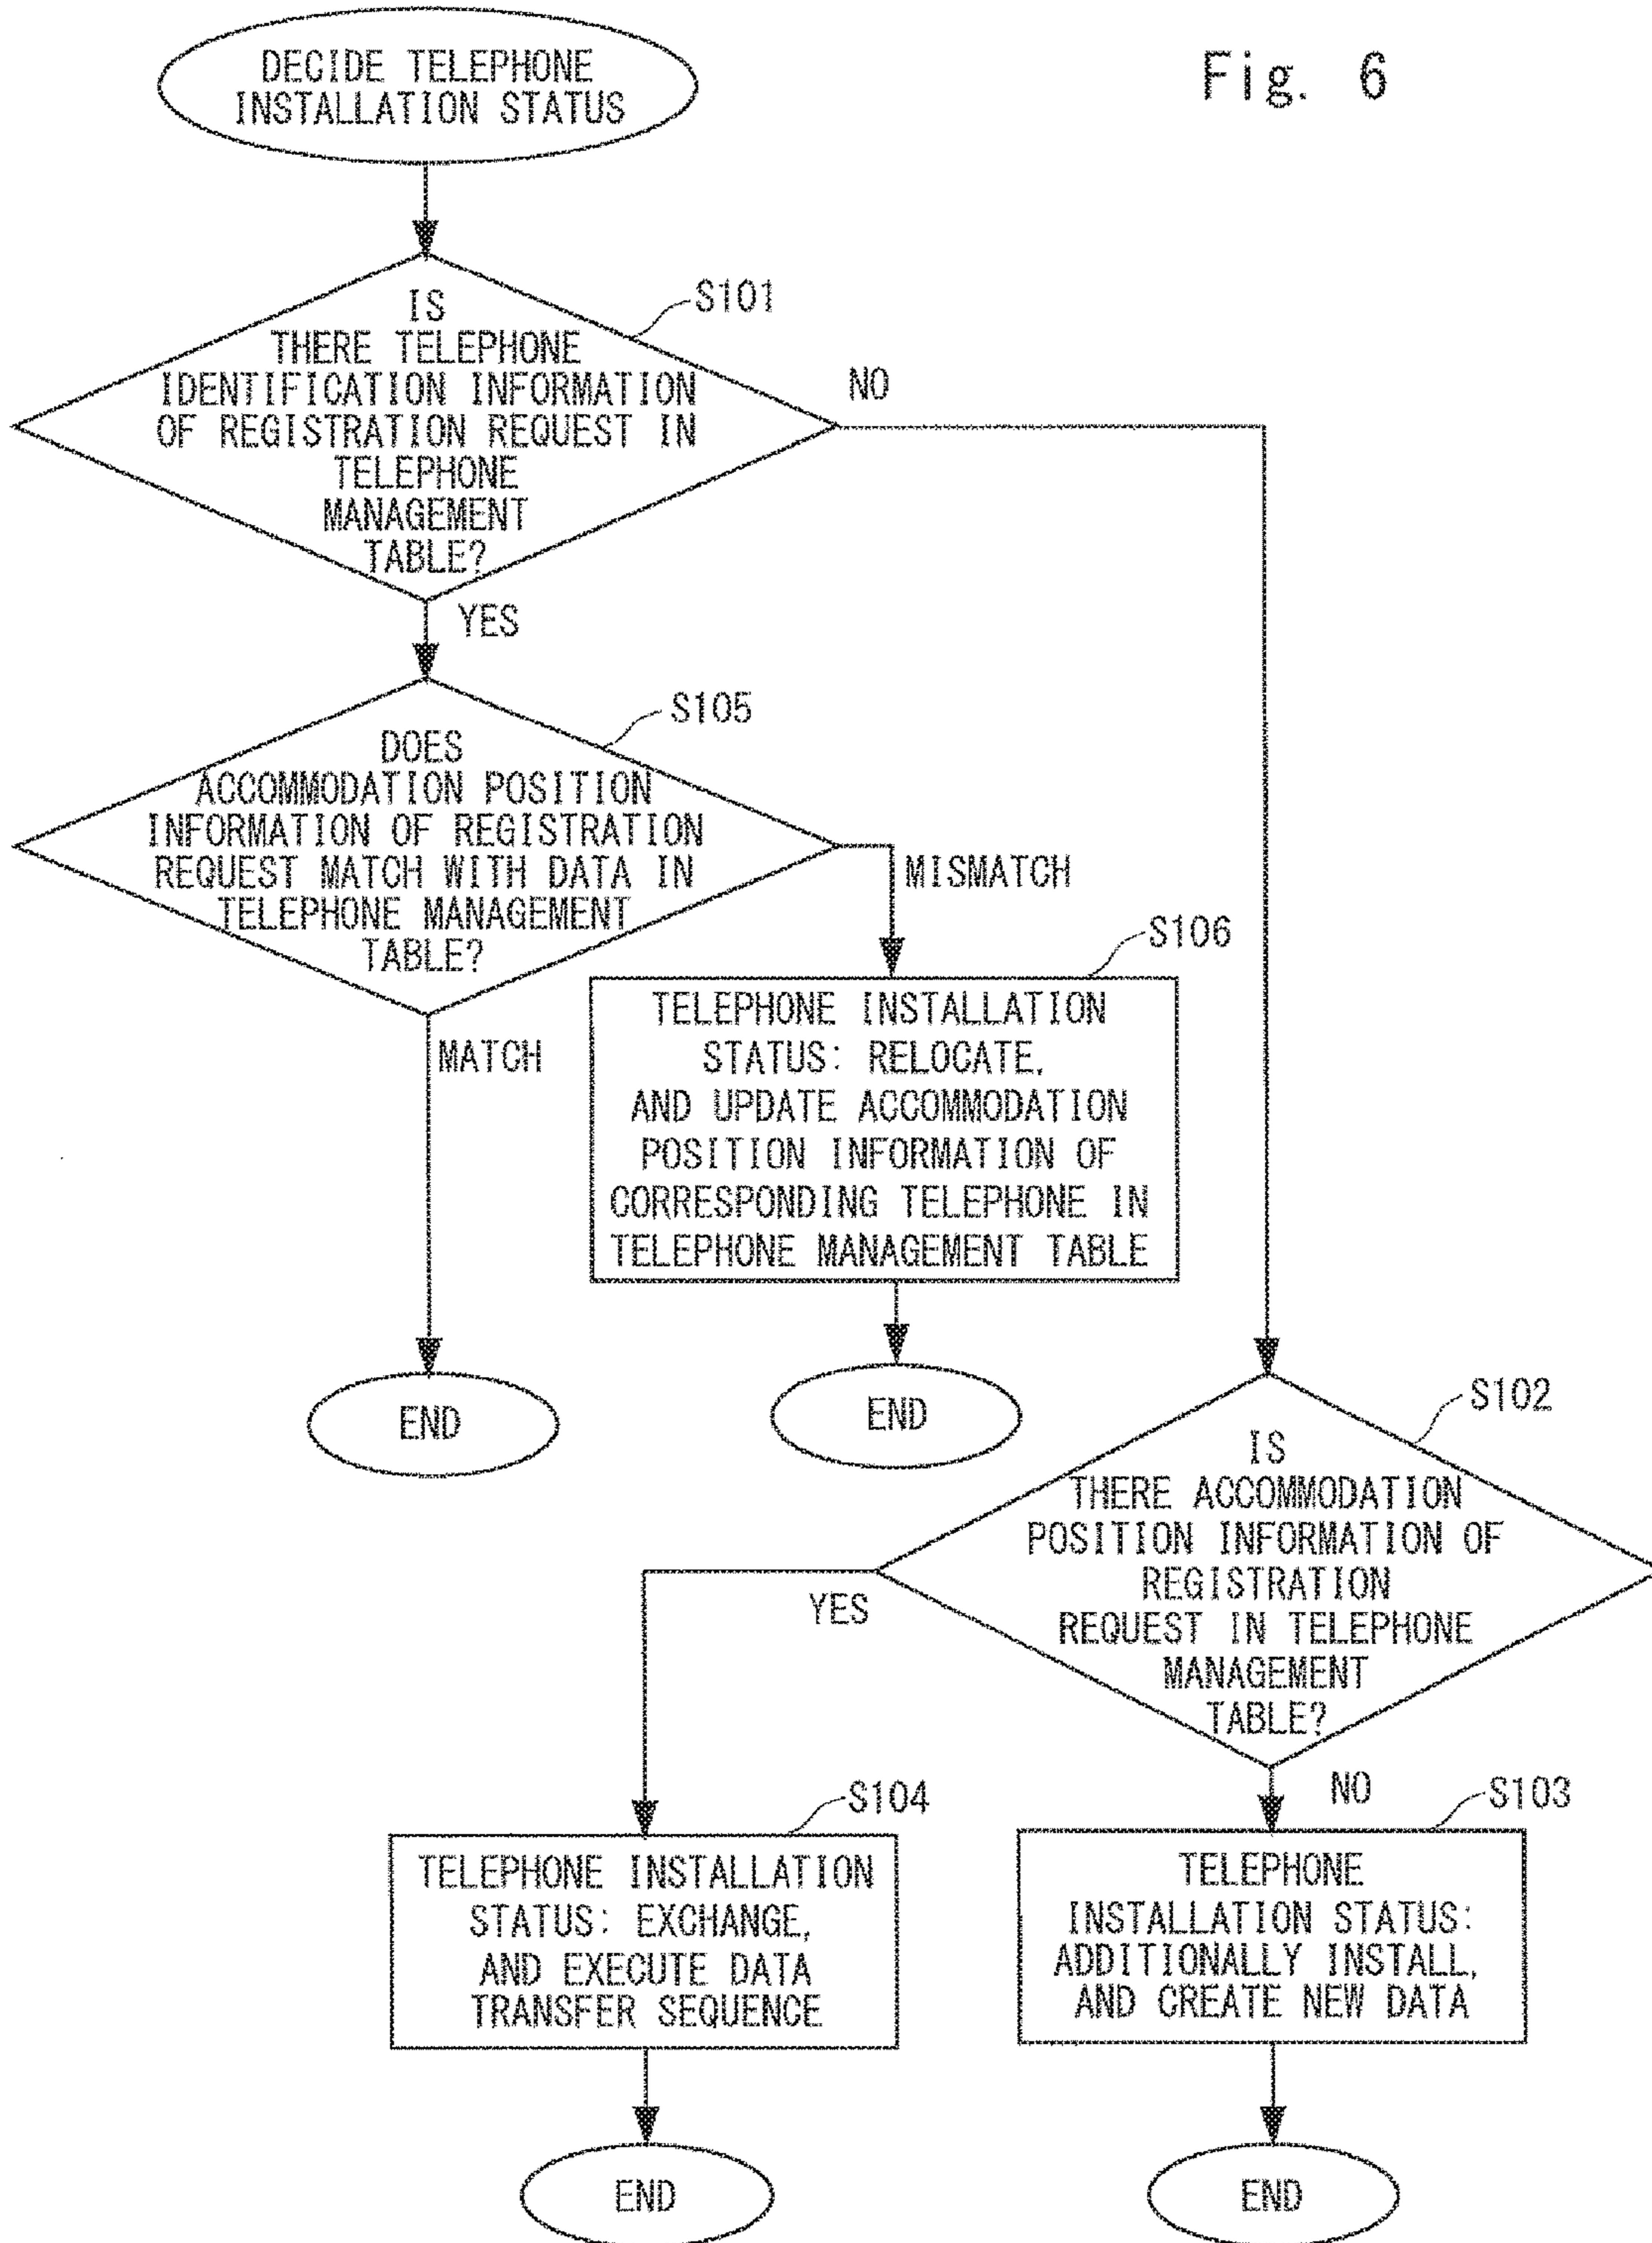 Fig. 6
DECIDE TELEPHONE
INSTALLATION STATUS
S101
IS
THERE TELEPHONE
IDENTIFICATION INFORMATION
OF REGISTRATION REQUEST IN
TELEPHONE
MANAGEMENT
TABLE?
NO
YES
S105
DOES
ACCOMMODATION POSITION
INFORMATION OF REGISTRATION
REQUEST MATCH WITH DATA IN
TELEPHONE MANAGEMENT
TABLE?
MISMATCH
MATCH
S106
TELEPHONE INSTALLATION
STATUS: RELOCATE,
AND UPDATE ACCOMMODATION
POSITION INFORMATION OF
CORRESPONDING TELEPHONE IN
TELEPHONE MANAGEMENT TABLE
END
END
S102
IS
THERE ACCOMMODATION
POSITION INFORMATION OF
REGISTRATION
REQUEST IN TELEPHONE
MANAGEMENT
TABLE?
YES
NO
S104
TELEPHONE INSTALLATION
STATUS: EXCHANGE,
AND EXECUTE DATA
TRANSFER SEQUENCE
S103
TELEPHONE
INSTALLATION STATUS:
ADDITIONALLY INSTALL,
AND CREATE NEW DATA
END
END